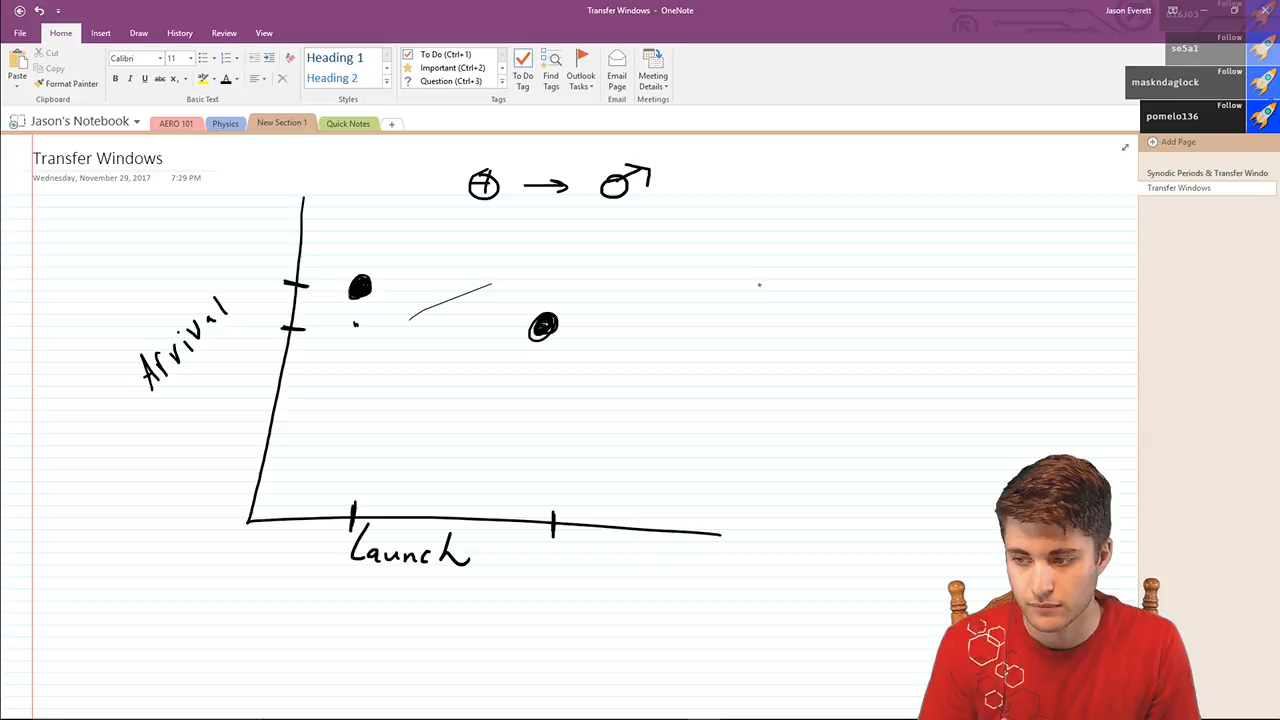 Transfer Windows - OneNote
Jason Everett
B16J03
File Home Insert Draw History Review View
Follow
se5a1
Follow
maskndaglock
Follow
pomelo136
Paste
Cut
Copy
Format Painter
Clipboard
Calibri 11
B I U abc x₂
Basic Text
Heading 1
Heading 2
Styles
To Do (Ctrl+1)
Important (Ctrl+2)
Question (Ctrl+3)
To Do Tag
Find Tags
Outlook Tasks
Tags
Email Page
Email
Meeting Details
Meetings
Jason's Notebook
AERO 101 Physics New Section 1 Quick Notes
Add Page
Synodic Periods & Transfer Windo
Transfer Windows
Transfer Windows
Wednesday, November 29, 2017 7:29 PM
Arrival
Launch